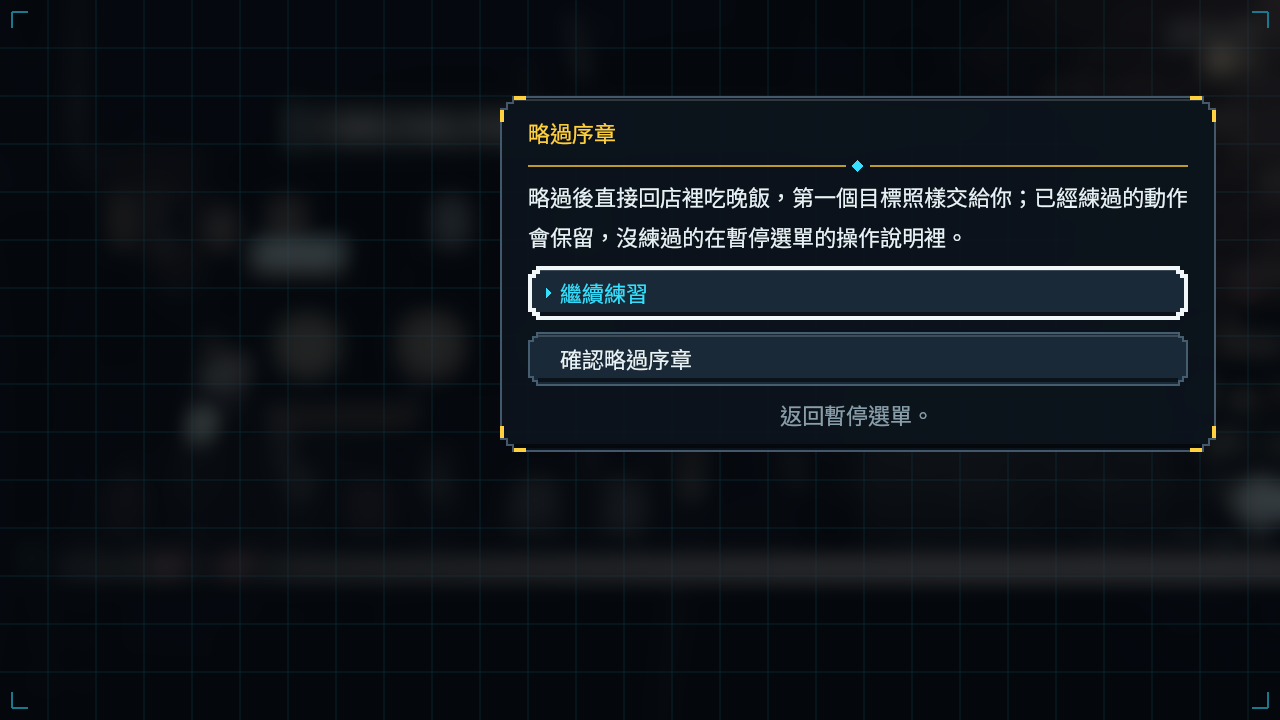 略過序章
略過後直接回店裡吃晚飯，第一個目標照樣交給你；已經練過的動作
會保留，沒練過的在暫停選單的操作說明裡。
繼續練習
確認略過序章
返回暫停選單。